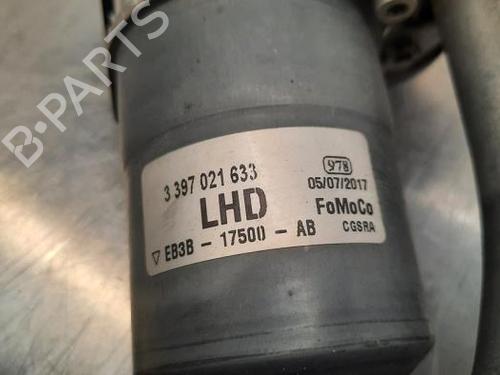 B-PARTS
3 397 021 633
978
LHD
05/07/2017
FoMoCo
EB3B - 17500 - AB
CGSRA